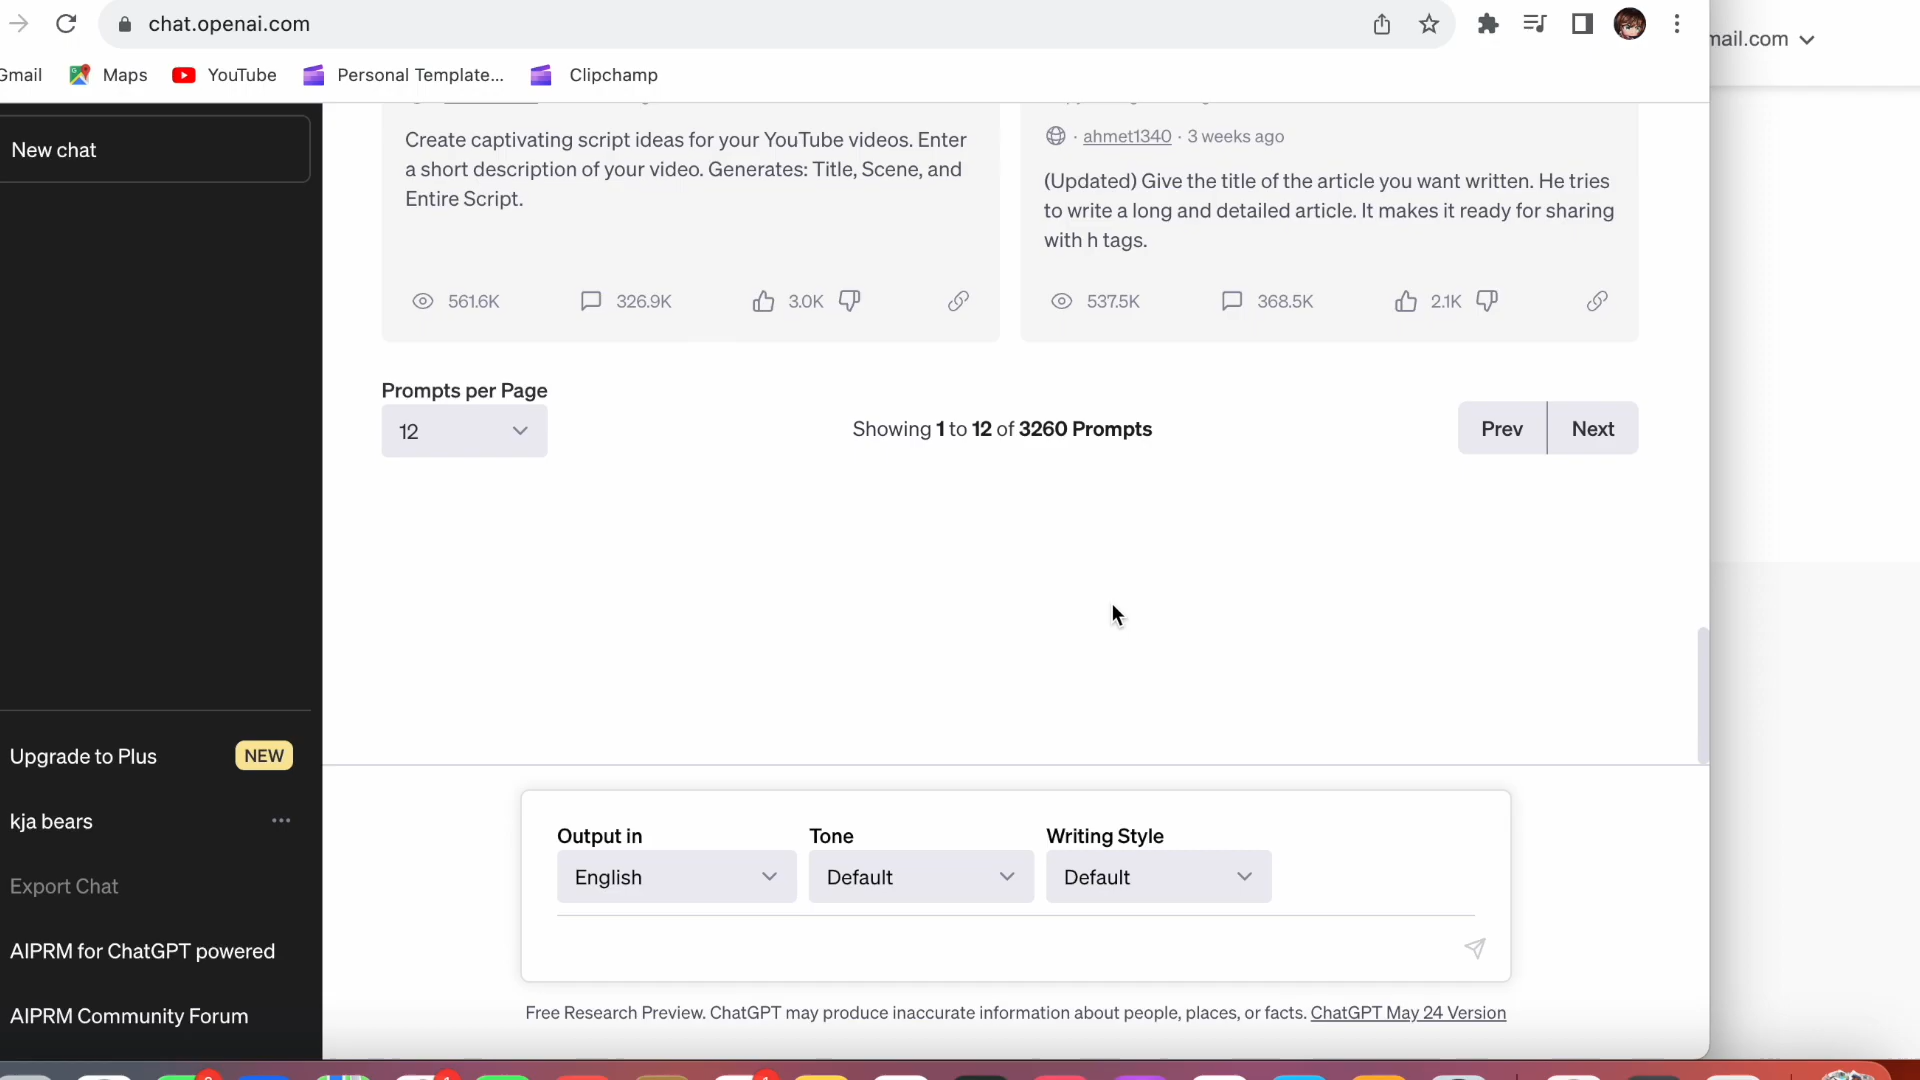 chat.openai.com
mail.com
Gmail
Maps
YouTube
Personal Template...
Clipchamp
New chat
Create captivating script ideas for your YouTube videos. Enter
a short description of your video. Generates: Title, Scene, and
Entire Script.
561.6K
326.9K
3.0K
· ahmet1340 · 3 weeks ago
(Updated) Give the title of the article you want written. He tries
to write a long and detailed article. It makes it ready for sharing
with h tags.
537.5K
368.5K
2.1K
Prompts per Page
12
Showing 1 to 12 of 3260 Prompts
Prev
Next
Upgrade to Plus
NEW
kja bears
Export Chat
AIPRM for ChatGPT powered
AIPRM Community Forum
Output in
Tone
Writing Style
English
Default
Default
Free Research Preview. ChatGPT may produce inaccurate information about people, places, or facts. ChatGPT May 24 Version